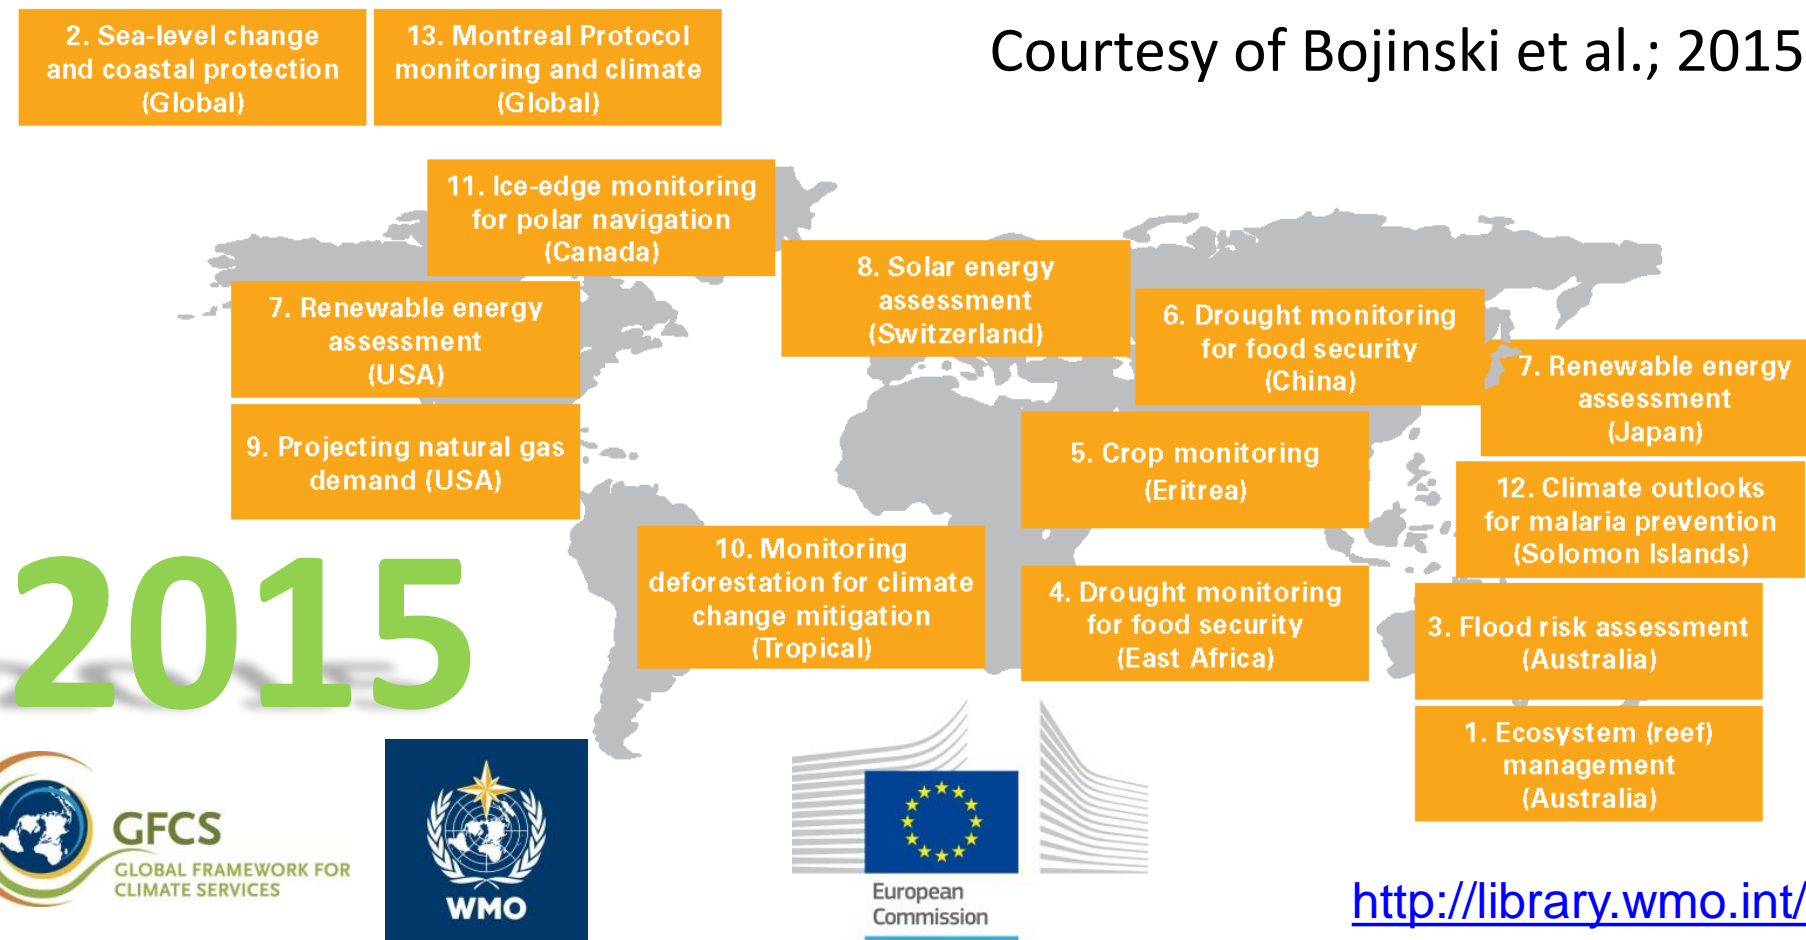 2. Sea-level change
and coastal protection
(Global)
13. Montreal Protocol
monitoring and climate
(Global)
Courtesy of Bojinski et al.; 2015
11. Ice-edge monitoring
for polar navigation
(Canada)
8. Solar energy
assessment
(Switzerland)
7. Renewable energy
assessment
(USA)
6. Drought monitoring
for food security
(China)
7. Renewable energy
assessment
(Japan)
9. Projecting natural gas
demand (USA)
5. Crop monitoring
(Eritrea)
12. Climate outlooks
for malaria prevention
(Solomon Islands)
10. Monitoring
deforestation for climate
change mitigation
(Tropical)
4. Drought monitoring
for food security
(East Africa)
3. Flood risk assessment
(Australia)
1. Ecosystem (reef)
management
(Australia)
2015
GFCS
GLOBAL FRAMEWORK FOR
CLIMATE SERVICES
WMO
European
Commission
http://library.wmo.int/